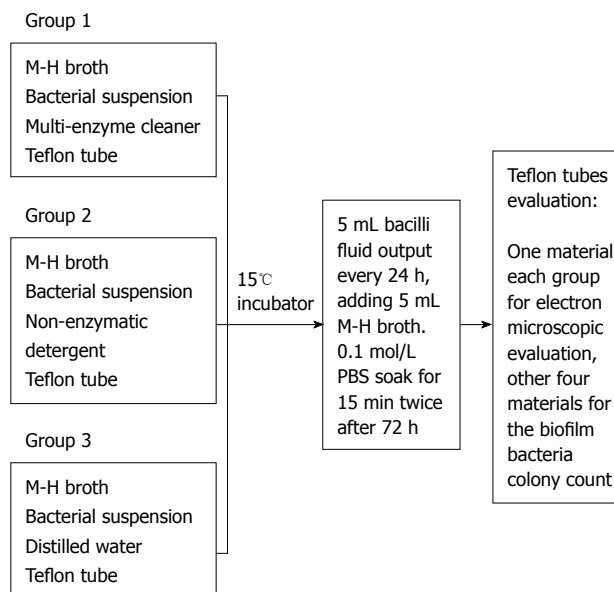 Group 1
M-H broth
Bacterial suspension
Multi-enzyme cleaner
Teflon tube
Group 2
M-H broth
Bacterial suspension
Non-enzymatic
detergent
Teflon tube
Group 3
M-H broth
Bacterial suspension
Distilled water
Teflon tube
15℃
incubator
5 mL bacilli
fluid output
every 24 h,
adding 5 mL
M-H broth.
0.1 mol/L
PBS soak for
15 min twice
after 72 h
Teflon tubes
evaluation:
One material
each group
for electron
microscopic
evaluation,
other four
materials for
the biofilm
bacteria
colony count